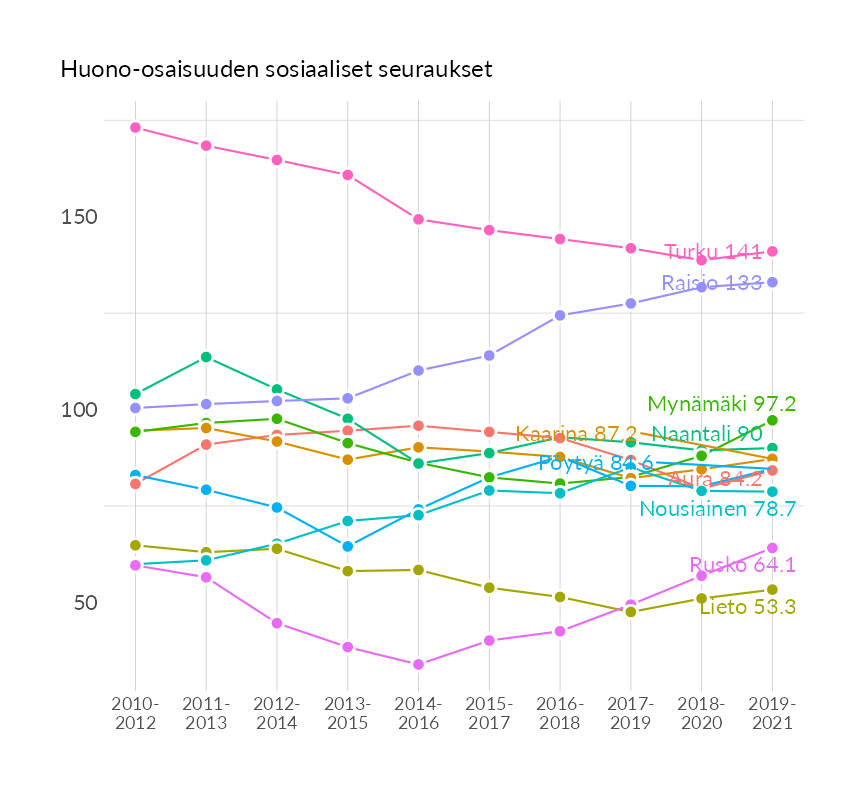 Huono-osaisuuden sosiaaliset seuraukset
150
100
50
Turku 141
Raisio 133
Mynämäki 97.2
Kaarina 87.2
Naantali 90
Pöytyä 84.6
Aura 84.2
Nousiainen 78.7
Rusko 64.1
Lieto 53.3
2010- 2011- 2012- 2013- 2014- 2015- 2016- 2017- 2018- 2019-
2012 2013 2014 2015 2016 2017 2018 2019 2020 2021